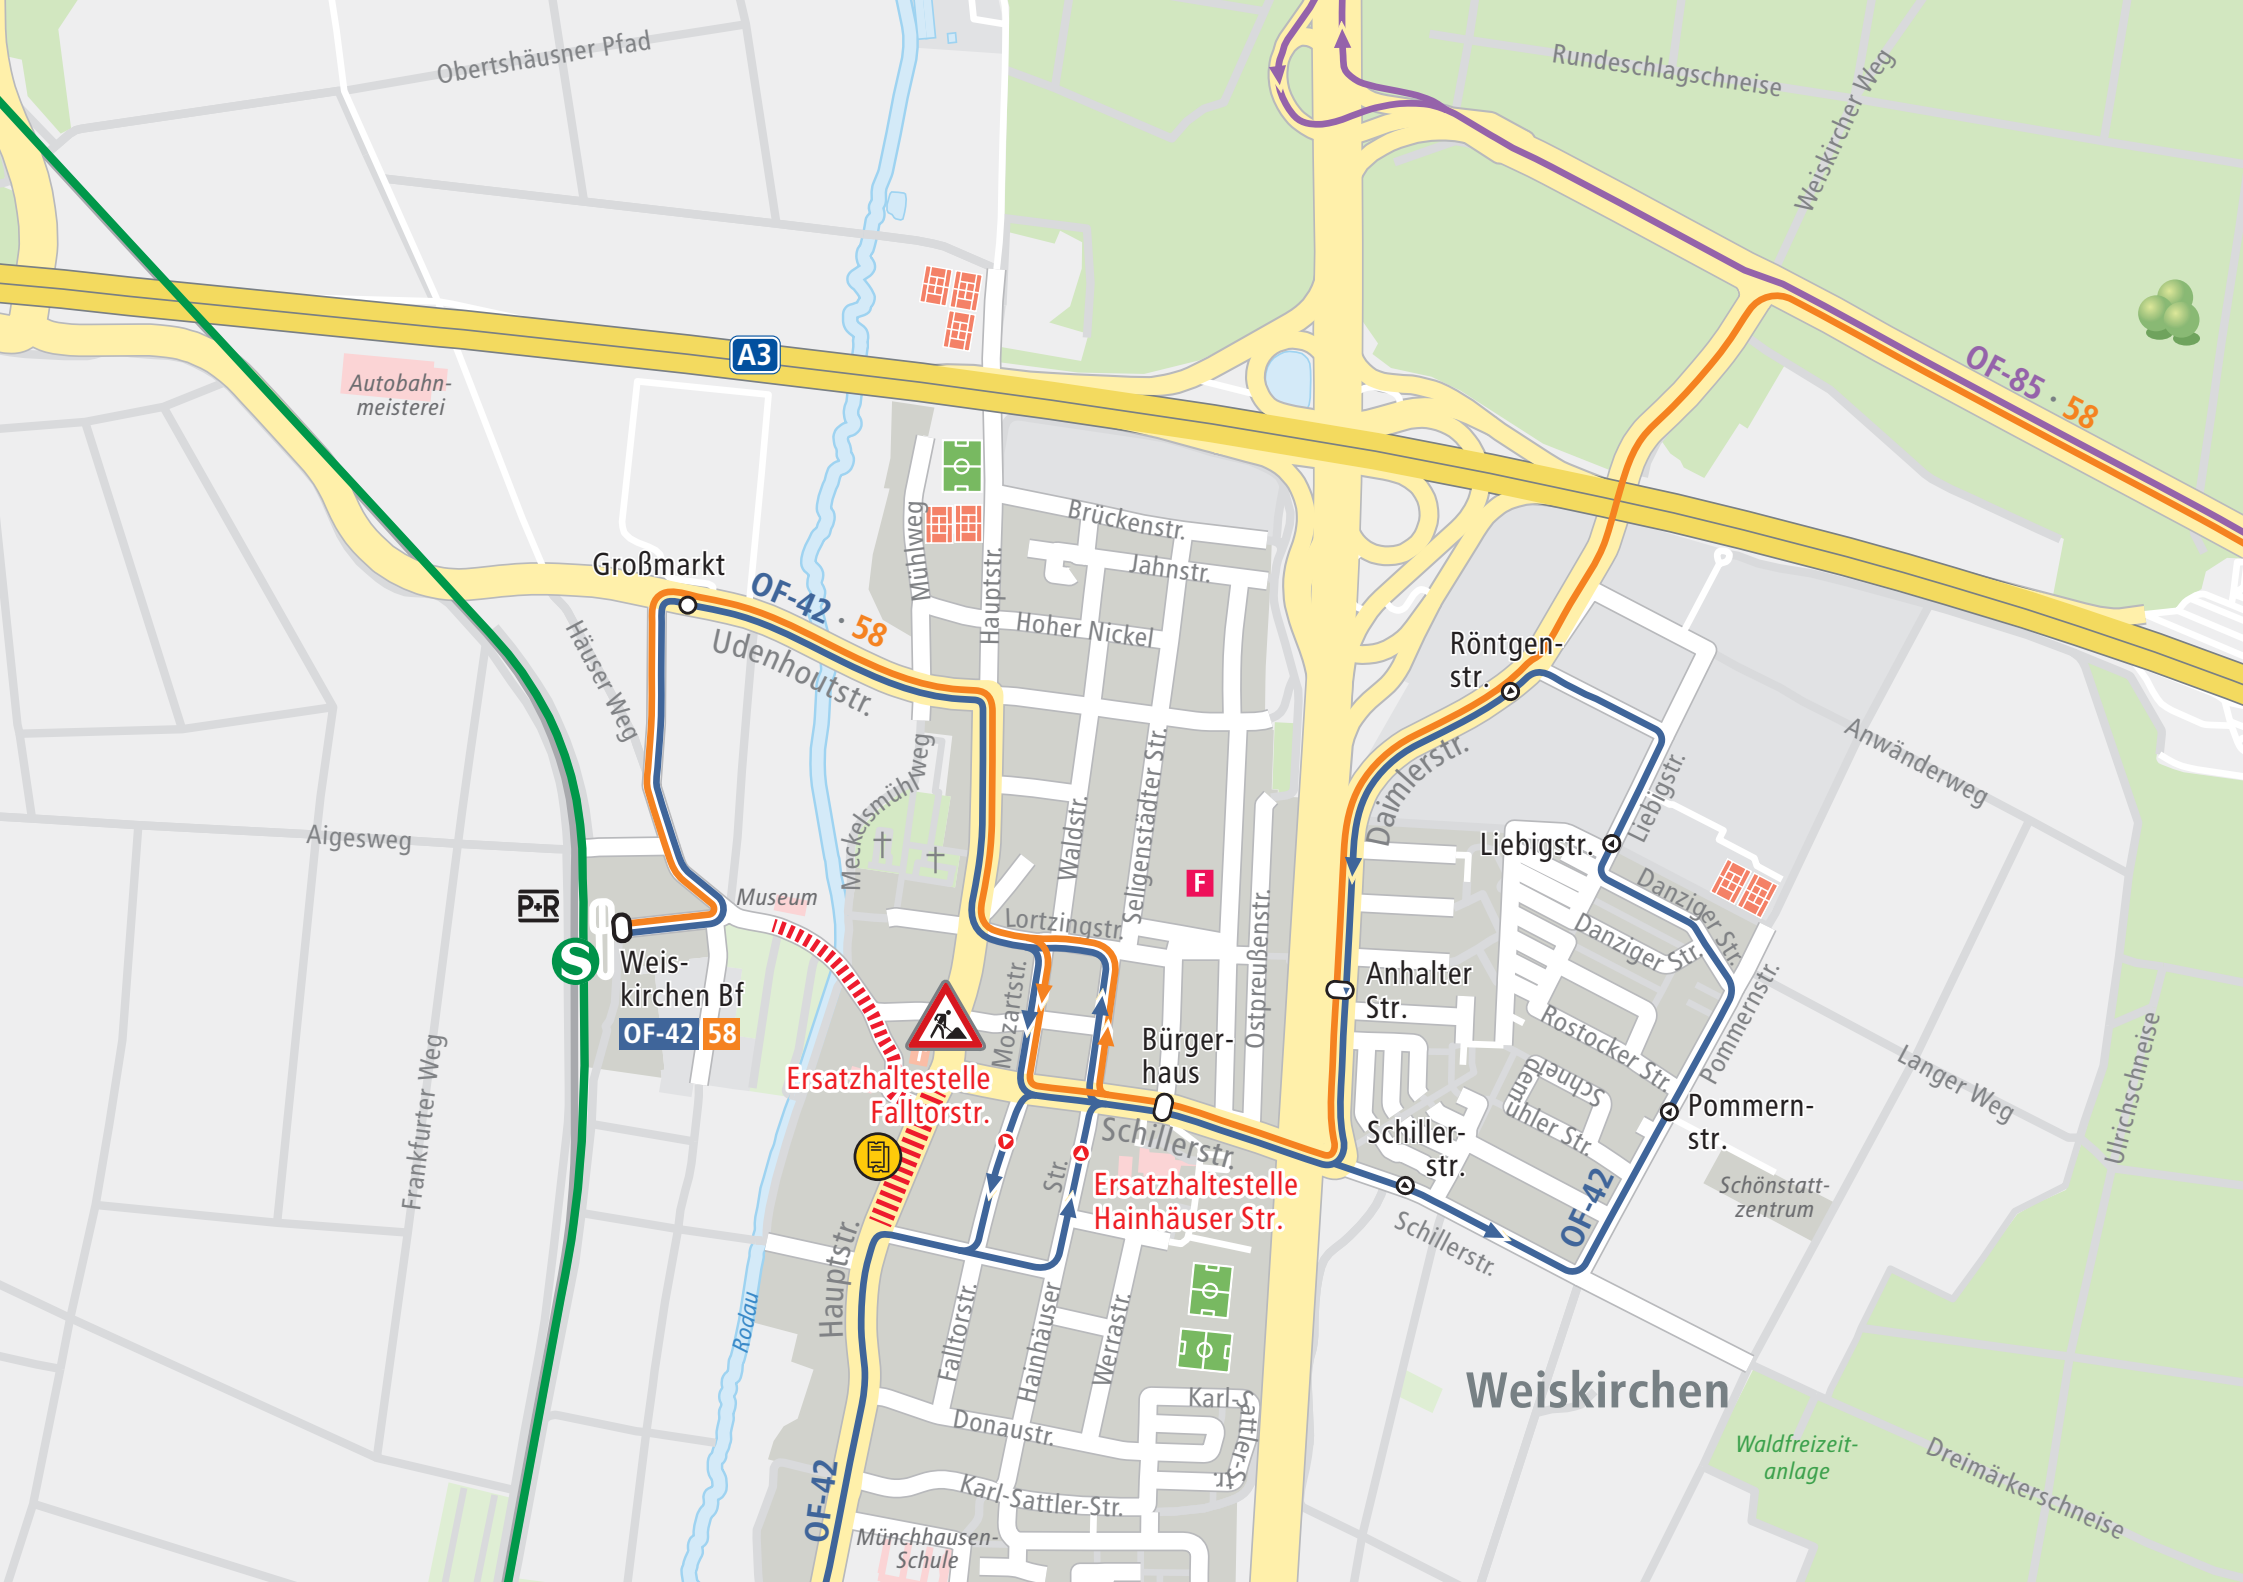 Obertshäusner Pfad
Rundeschlagschneise
Weiskircher Weg
A3
Autobahn-
meisterei
OF-85 · 58
Großmarkt
OF-42 · 58
Udenhoutstr.
Häuser Weg
Mühlweg
Hauptstr.
Brückenstr.
Jahnstr.
Hoher Nickel
Röntgen-
str.
Daimlerstr.
Anwänderweg
Liebigstr.
Liebigstr.
Aigesweg
Meckelsmühlweg
Waldstr.
Seligenstädter Str.
F
Ostpreußenstr.
Danziger Str.
Danziger Str.
P+R
Museum
Lortzingstr.
S
Weis-
kirchen Bf
OF-42 58
Mozartstr.
Anhalter
Str.
Bürger-
haus
Rostocker Str.
Pommernstr.
Langer Weg
Ulrichschneise
Frankfurter Weg
Ersatzhaltestelle
Falltorstr.
Schillerstr.
Schneid-
emühler Str.
Pommern-
str.
Schiller-
str.
Str.
Ersatzhaltestelle
Hainhäuser Str.
OF-42
Schönstatt-
zentrum
Schillerstr.
Hauptstr.
Rodau
Falltorstr.
Hainhäuser
Werrastr.
Weiskirchen
Karl-Sattler-Str.
Donaustr.
Waldfreizeit-
anlage
Dreimärkerschneise
OF-42
Karl-Sattler-Str.
Münchhausen-
Schule